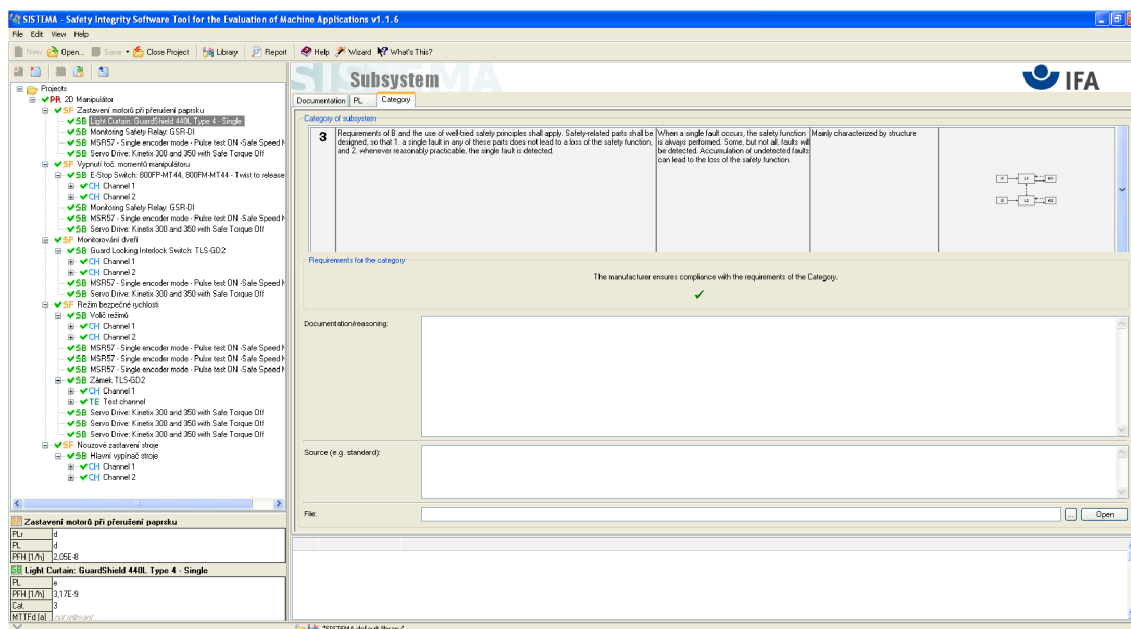 SISTEMA - Safety Integrity Software Tool for the Evaluation of Machine Applications v1.1.6
File Edit View Help
New Open... Save Close Project Library Report Help Wizard What's This?
Projects
PR 2D Manipulátor
SF Zastavení motorů při přerušení paprsku
SB Light Curtain: GuardShield 440L Type 4 - Single
SB Monitoring Safety Relay: GSR-DI
SB MSR57 - Single encoder mode - Pulse test ON -Safe Speed M
SB Servo Drive: Kinetix 300 and 350 with Safe Torque Off
SF Vypnutí toč. momentů manipulátoru
SB E-Stop Switch: 800FP-MT44, 800FM-MT44 - Twist to release
CH Channel 1
CH Channel 2
SB Monitoring Safety Relay: GSR-DI
SB MSR57 - Single encoder mode - Pulse test ON -Safe Speed M
SB Servo Drive: Kinetix 300 and 350 with Safe Torque Off
SF Monitorování dveří
SB Guard Locking Interlock Switch: TLS-GD2
CH Channel 1
CH Channel 2
SB MSR57 - Single encoder mode - Pulse test ON -Safe Speed M
SB Servo Drive: Kinetix 300 and 350 with Safe Torque Off
SF Režim bezpečné rychlosti
SB Volič režimů
CH Channel 1
CH Channel 2
SB MSR57 - Single encoder mode - Pulse test ON -Safe Speed M
SB MSR57 - Single encoder mode - Pulse test ON -Safe Speed M
SB MSR57 - Single encoder mode - Pulse test ON -Safe Speed M
SB Zámek TLS-GD2
CH Channel 1
TE Test channel
SB Servo Drive: Kinetix 300 and 350 with Safe Torque Off
SB Servo Drive: Kinetix 300 and 350 with Safe Torque Off
SB Servo Drive: Kinetix 300 and 350 with Safe Torque Off
SF Nouzové zastavení stroje
SB Hlavní vypínač stroje
CH Channel 1
CH Channel 2
SF Zastavení motorů při přerušení paprsku
PLr d
PL d
PFH [1/h] 2,05E-8
SB Light Curtain: GuardShield 440L Type 4 - Single
PL e
PFH [1/h] 3,17E-9
Cat. 3
MTTFd [a] not relevant
Subsystem
IFA
Documentation PL Category
Category of subsystem
3
Requirements of B and the use of well-tried safety principles shall apply. Safety-related parts shall be
designed, so that 1. a single fault in any of these parts does not lead to a loss of the safety function,
and 2. whenever reasonably practicable, the single fault is detected.
When a single fault occurs, the safety function
is always performed. Some, but not all, faults will
be detected. Accumulation of undetected faults
can lead to the loss of the safety function.
Mainly characterized by structure
Requirements for the category
The manufacturer ensures compliance with the requirements of the Category.
Documentation/reasoning:
Source (e.g. standard):
File:
... Open
"SISTEMA default library"